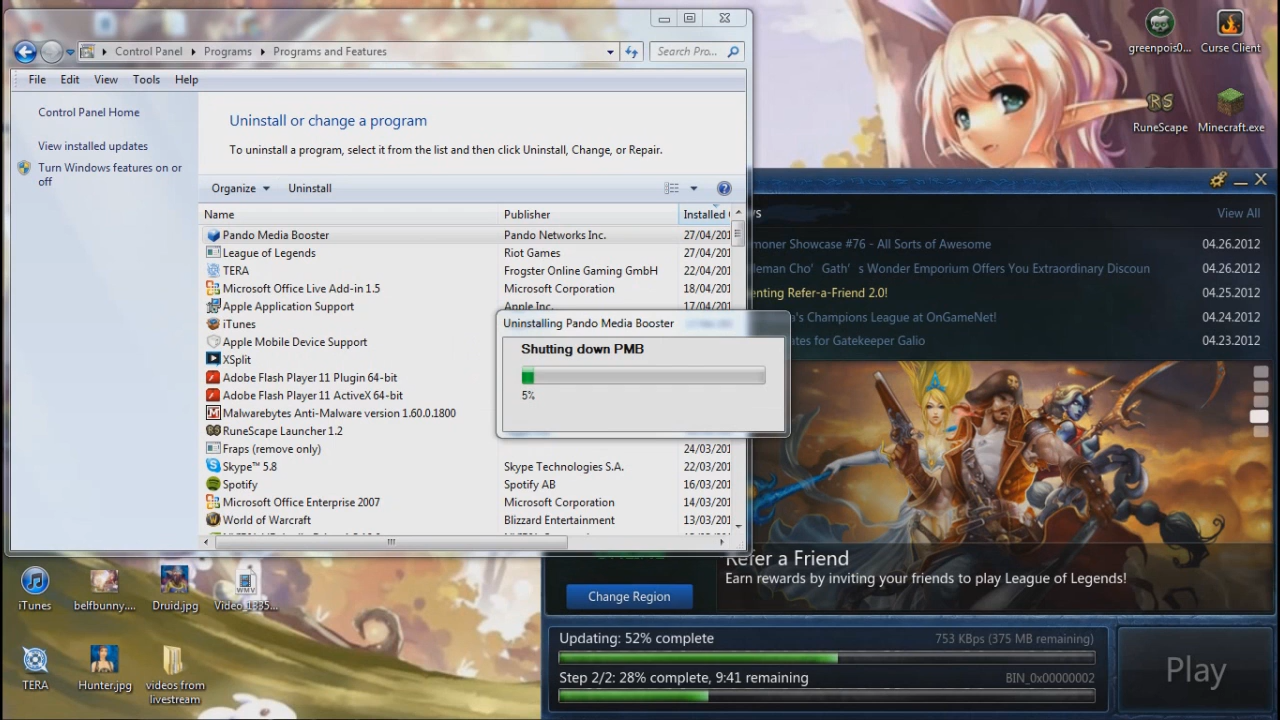 Control Panel
Programs
Programs and Features
Search Pro...
File Edit View Tools Help
Control Panel Home
View installed updates
Turn Windows features on or
off
Uninstall or change a program
To uninstall a program, select it from the list and then click Uninstall, Change, or Repair.
Organize Uninstall
Name Publisher Installed
Pando Media Booster Pando Networks Inc. 27/04/201
League of Legends Riot Games 27/04/201
TERA Frogster Online Gaming GmbH 22/04/201
Microsoft Office Live Add-in 1.5 Microsoft Corporation 18/04/201
Apple Application Support Apple Inc. 17/04/201
iTunes
Apple Mobile Device Support
XSplit
Adobe Flash Player 11 Plugin 64-bit
Adobe Flash Player 11 ActiveX 64-bit
Malwarebytes Anti-Malware version 1.60.0.1800
RuneScape Launcher 1.2
Fraps (remove only) 24/03/201
Skype™ 5.8 Skype Technologies S.A. 22/03/201
Spotify Spotify AB 16/03/201
Microsoft Office Enterprise 2007 Microsoft Corporation 14/03/201
World of Warcraft Blizzard Entertainment 13/03/201
Uninstalling Pando Media Booster
Shutting down PMB
5%
greenpois0... Curse Client
RS
RuneScape Minecraft.exe
View All
moner Showcase #76 - All Sorts of Awesome 04.26.2012
leman Cho'Gath's Wonder Emporium Offers You Extraordinary Discoun 04.26.2012
enting Refer-a-Friend 2.0! 04.25.2012
a's Champions League at OnGameNet! 04.24.2012
ates for Gatekeeper Galio 04.23.2012
Refer a Friend
Earn rewards by inviting your friends to play League of Legends!
Change Region
Updating: 52% complete 753 KBps (375 MB remaining)
Step 2/2: 28% complete, 9:41 remaining BIN_0x00000002
Play
iTunes belfbunny.... Druid.jpg Video_1335...
WMV
TERA Hunter.jpg videos from
livestream